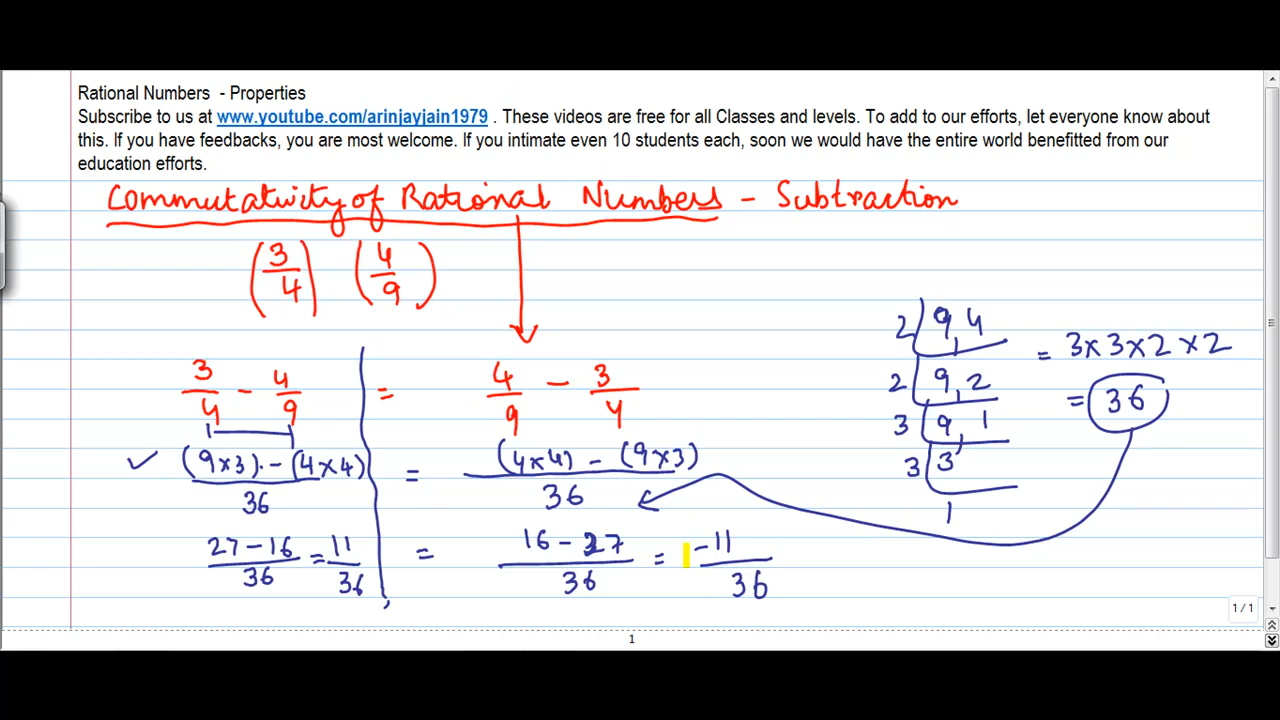 Rational Numbers - Properties
Subscribe to us at www.youtube.com/arinjayjain1979 . These videos are free for all Classes and levels. To add to our efforts, let everyone know about
this. If you have feedbacks, you are most welcome. If you intimate even 10 students each, soon we would have the entire world benefitted from our
education efforts.
Commutativity of Rational Numbers - Subtraction
(3/4) (4/9)
3/4 - 4/9 = 4/9 - 3/4
(9x3) - (4x4)/36 = (4x4) - (9x3)/36
27-16/36 = 11/36 = 16-27/36 = -11/36
2 | 9, 4
2 | 9, 2
3 | 9, 1
3 | 3
1
= 3x3x2x2
= 36
1/1
1